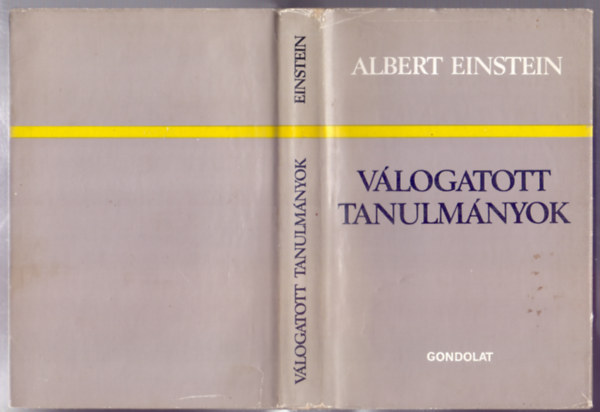 VÁLOGATOTT TANULMÁNYOK EINSTEIN
ALBERT EINSTEIN
VÁLOGATOTT
TANULMÁNYOK
GONDOLAT